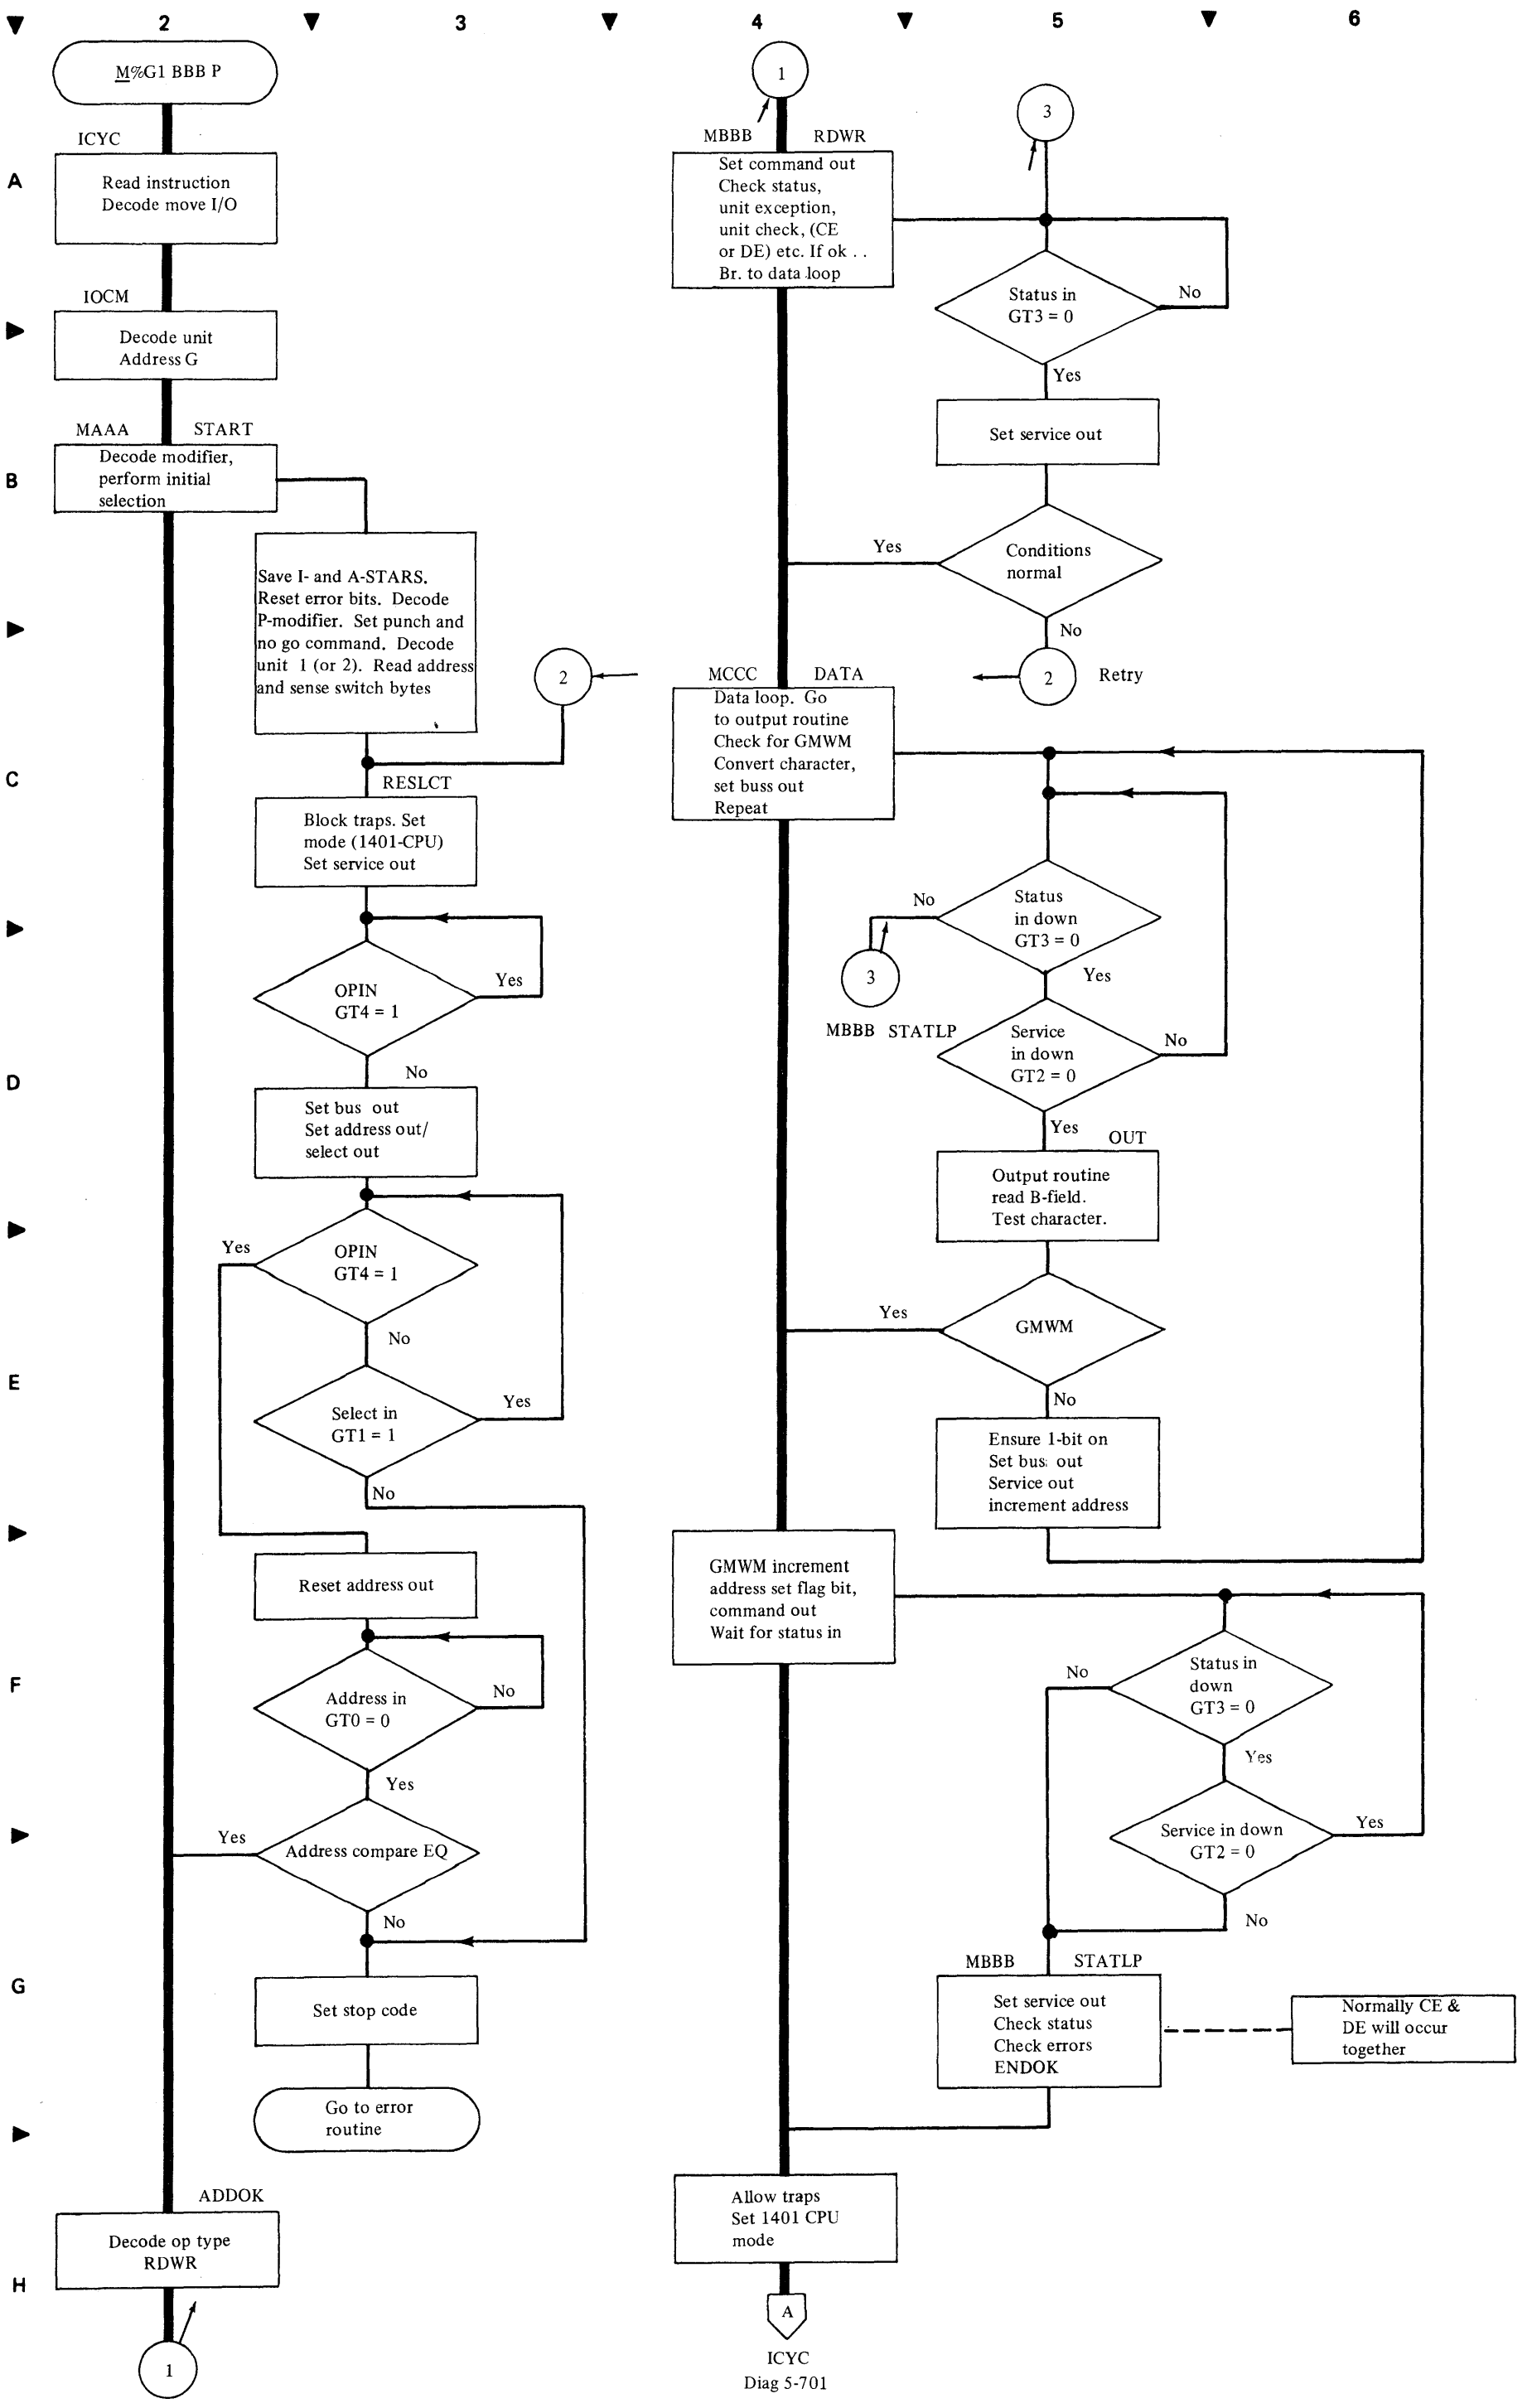 2
3
4
5
6
A
B
C
D
E
F
G
H
M%G1 BBB P
ICYC
Read instruction
Decode move I/O
IOCM
Decode unit
Address G
MAAA START
Decode modifier,
perform initial
selection
Save I- and A-STARS.
Reset error bits. Decode
P-modifier. Set punch and
no go command. Decode
unit 1 (or 2). Read address
and sense switch bytes
2
RESLCT
Block traps. Set
mode (1401-CPU)
Set service out
OPIN
GT4 = 1
Yes
No
Set bus out
Set address out/
select out
Yes
OPIN
GT4 = 1
No
Select in
GT1 = 1
Yes
No
Reset address out
Address in
GT0 = 0
No
Yes
Yes
Address compare EQ
No
Set stop code
Go to error
routine
ADDOK
Decode op type
RDWR
1
1
MBBB RDWR
Set command out
Check status,
unit exception,
unit check, (CE
or DE) etc. If ok . .
Br. to data loop
3
Status in
GT3 = 0
No
Yes
Set service out
Yes
Conditions
normal
No
2
Retry
MCCC DATA
Data loop. Go
to output routine
Check for GMWM
Convert character,
set buss out
Repeat
No
Status
in down
GT3 = 0
3
Yes
MBBB STATLP
Service
in down
GT2 = 0
No
Yes
OUT
Output routine
read B-field.
Test character.
Yes
GMWM
No
Ensure 1-bit on
Set bus out
Service out
increment address
GMWM increment
address set flag bit,
command out
Wait for status in
No
Status in
down
GT3 = 0
Yes
Service in down
GT2 = 0
Yes
No
MBBB STATLP
Set service out
Check status
Check errors
ENDOK
Normally CE &
DE will occur
together
Allow traps
Set 1401 CPU
mode
A
ICYC
Diag 5-701